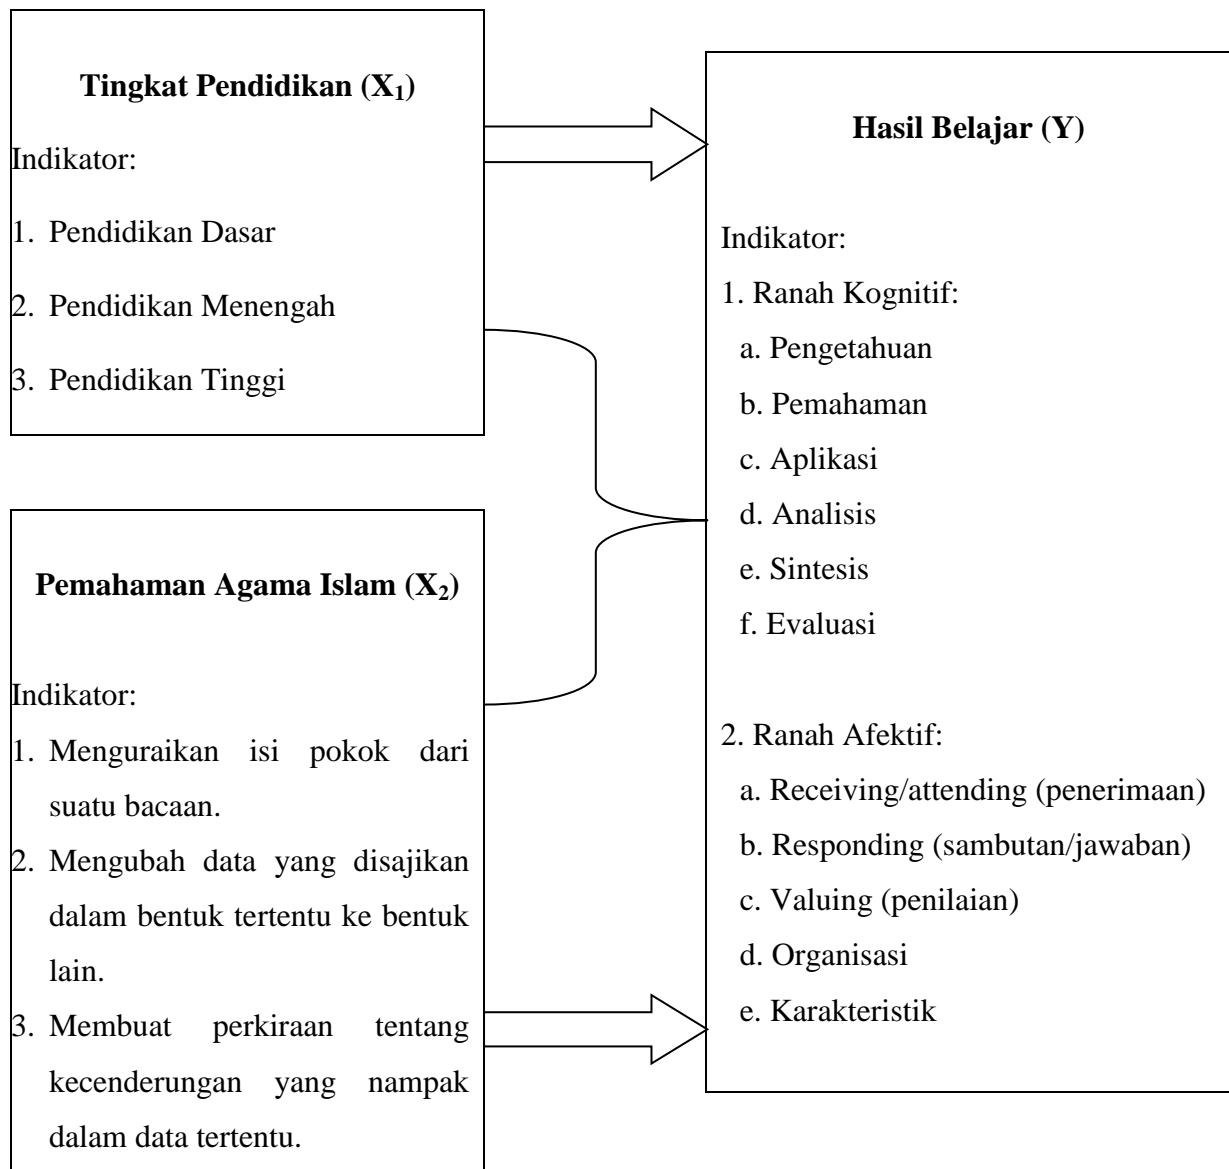 Tingkat Pendidikan (X₁)
Indikator:
1. Pendidikan Dasar
2. Pendidikan Menengah
3. Pendidikan Tinggi
Pemahaman Agama Islam (X₂)
Indikator:
1. Menguraikan isi pokok dari
suatu bacaan.
2. Mengubah data yang disajikan
dalam bentuk tertentu ke bentuk
lain.
3. Membuat perkiraan tentang
kecenderungan yang nampak
dalam data tertentu.
Hasil Belajar (Y)
Indikator:
1. Ranah Kognitif:
a. Pengetahuan
b. Pemahaman
c. Aplikasi
d. Analisis
e. Sintesis
f. Evaluasi
2. Ranah Afektif:
a. Receiving/attending (penerimaan)
b. Responding (sambutan/jawaban)
c. Valuing (penilaian)
d. Organisasi
e. Karakteristik